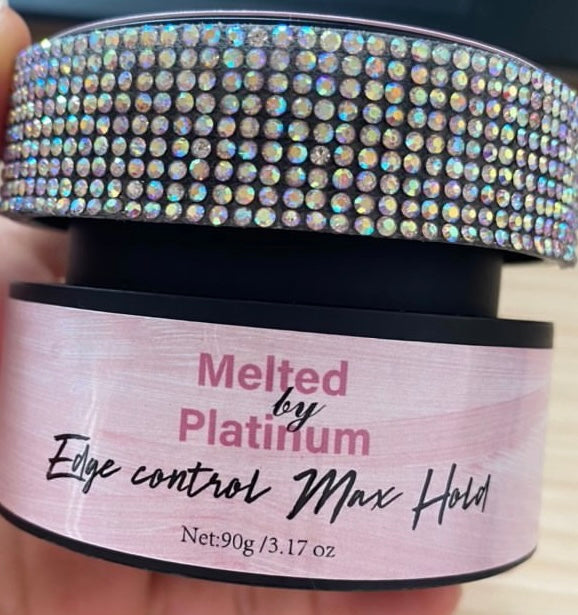 Melted
by
Platinum
Edge control Max Hold
Net:90g/3.17 oz